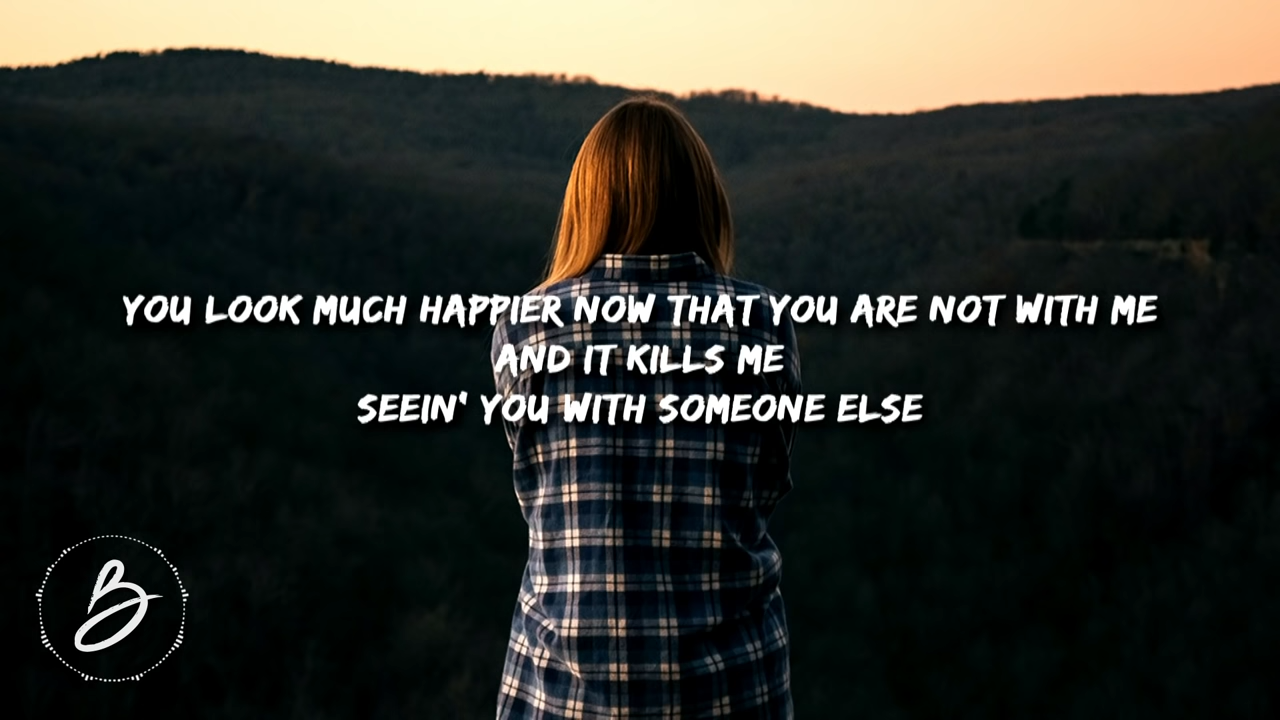 YOU LOOK MUCH HAPPIER NOW THAT YOU ARE NOT WITH ME
AND IT KILLS ME
SEEIN' YOU WITH SOMEONE ELSE
B